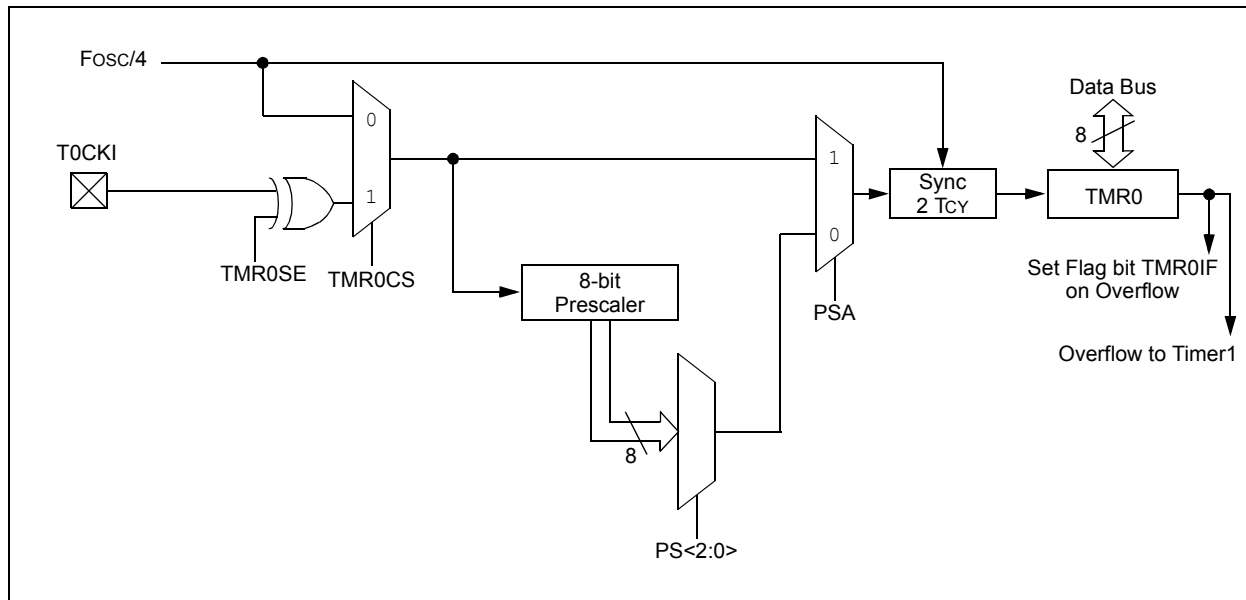 FOSC/4
Data Bus
8
T0CKI
0
1
1
0
Sync
2 TCY
TMR0
TMR0SE
TMR0CS
8-bit
Prescaler
PSA
Set Flag bit TMR0IF
on Overflow
Overflow to Timer1
8
PS<2:0>